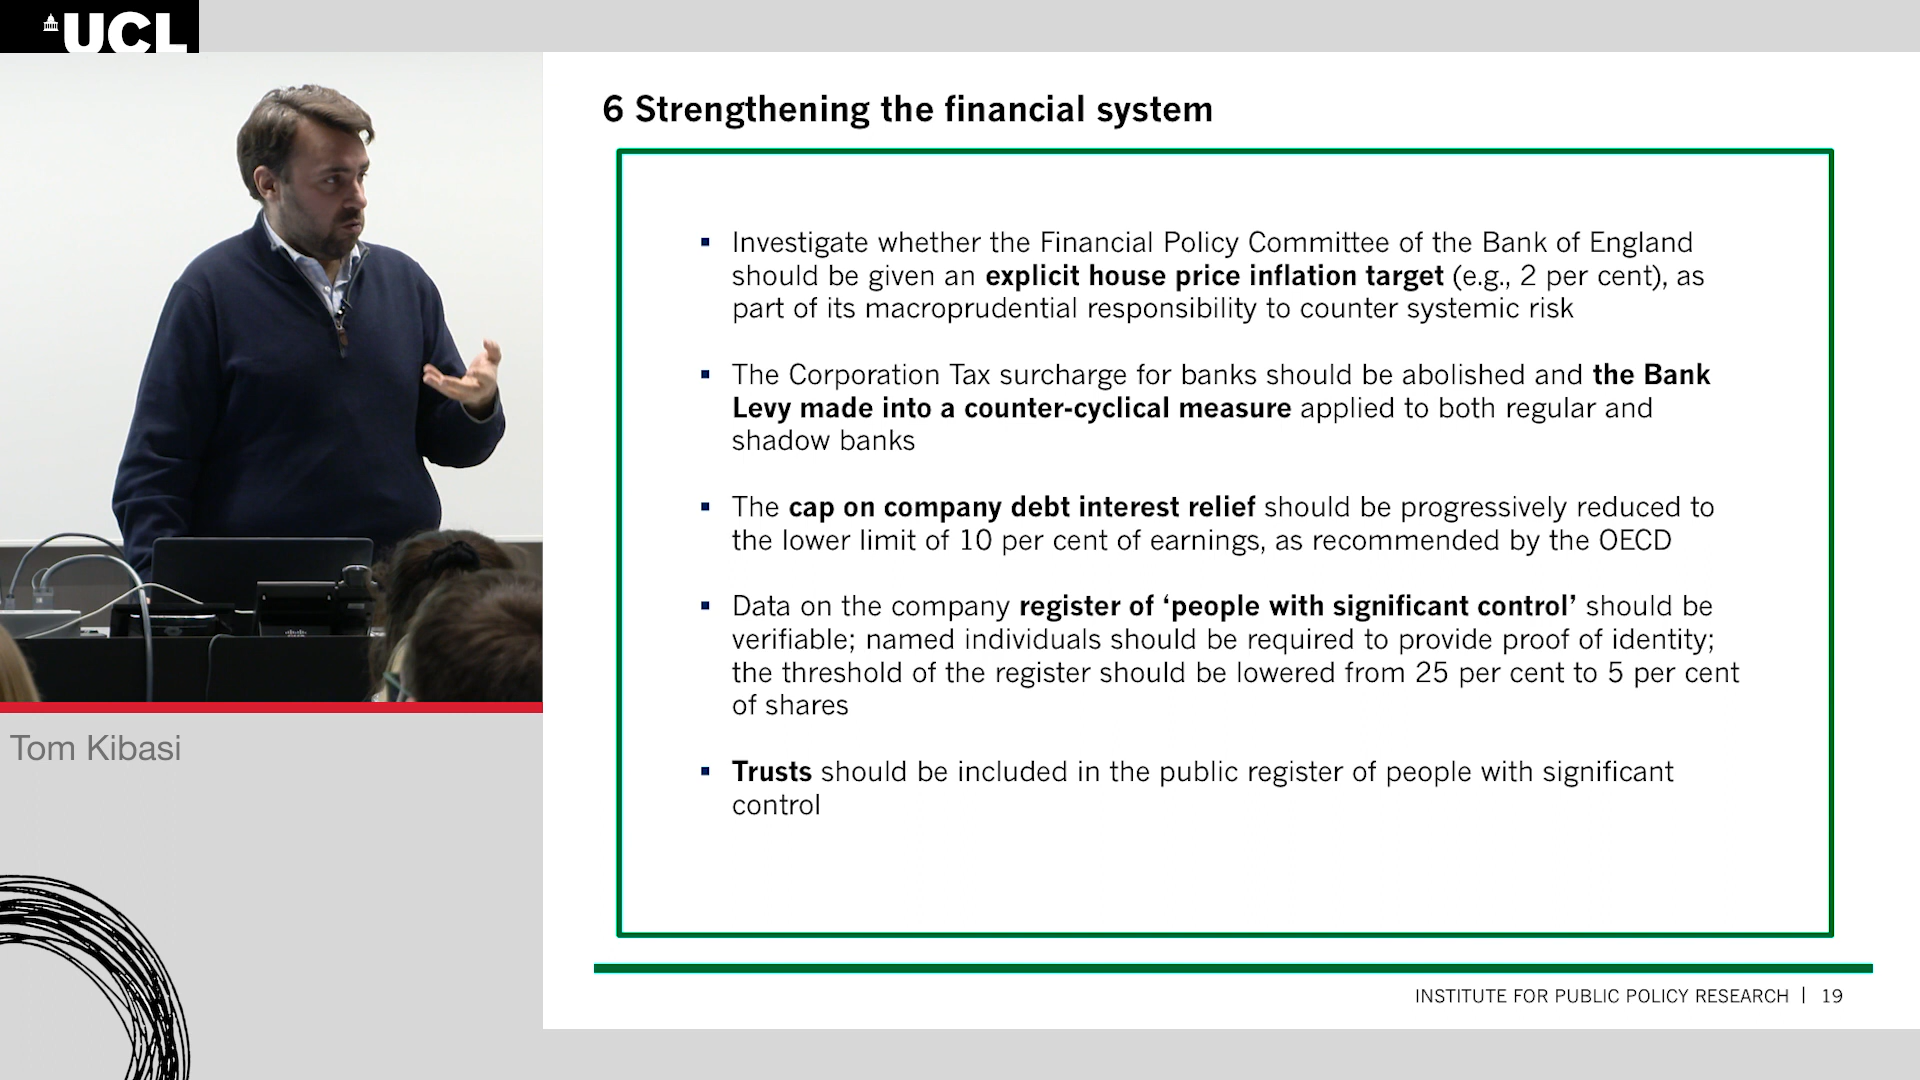 UCL
6 Strengthening the financial system
▪ Investigate whether the Financial Policy Committee of the Bank of England
should be given an explicit house price inflation target (e.g., 2 per cent), as
part of its macroprudential responsibility to counter systemic risk
▪ The Corporation Tax surcharge for banks should be abolished and the Bank
Levy made into a counter-cyclical measure applied to both regular and
shadow banks
▪ The cap on company debt interest relief should be progressively reduced to
the lower limit of 10 per cent of earnings, as recommended by the OECD
▪ Data on the company register of ‘people with significant control’ should be
verifiable; named individuals should be required to provide proof of identity;
the threshold of the register should be lowered from 25 per cent to 5 per cent
of shares
▪ Trusts should be included in the public register of people with significant
control
Tom Kibasi
INSTITUTE FOR PUBLIC POLICY RESEARCH | 19